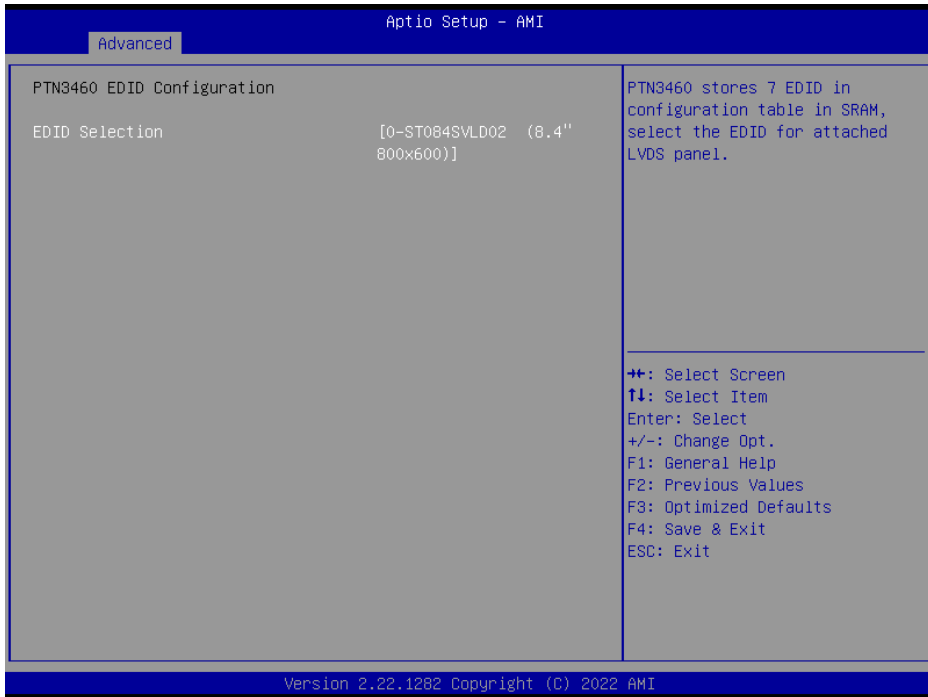 Aptio Setup – AMI
Advanced
PTN3460 EDID Configuration
EDID Selection [0-ST084SVLD02 (8.4"
800x600)]
PTN3460 stores 7 EDID in
configuration table in SRAM,
select the EDID for attached
LVDS panel.
→←: Select Screen
↑↓: Select Item
Enter: Select
+/-: Change Opt.
F1: General Help
F2: Previous Values
F3: Optimized Defaults
F4: Save & Exit
ESC: Exit
Version 2.22.1282 Copyright (C) 2022 AMI